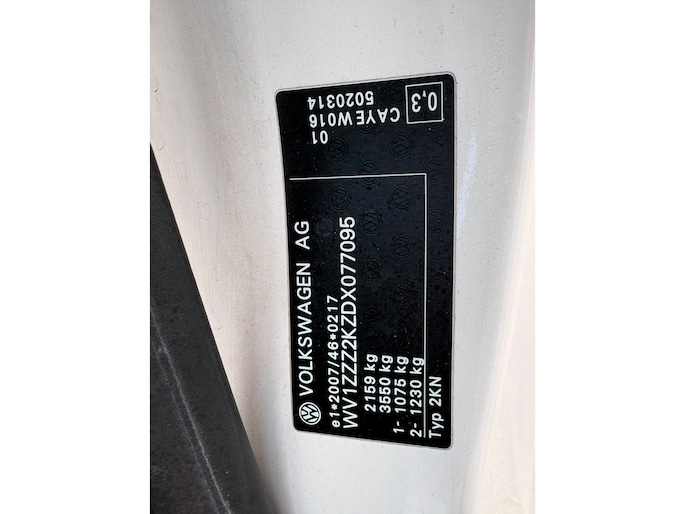 VOLKSWAGEN AG
e1*2007/46*0217
WV1ZZZ2KZDX077095
2159 kg
3550 kg
1- 1075 kg
2- 1230 kg
Typ 2KN
01
CAYE W016
5020314
0,3